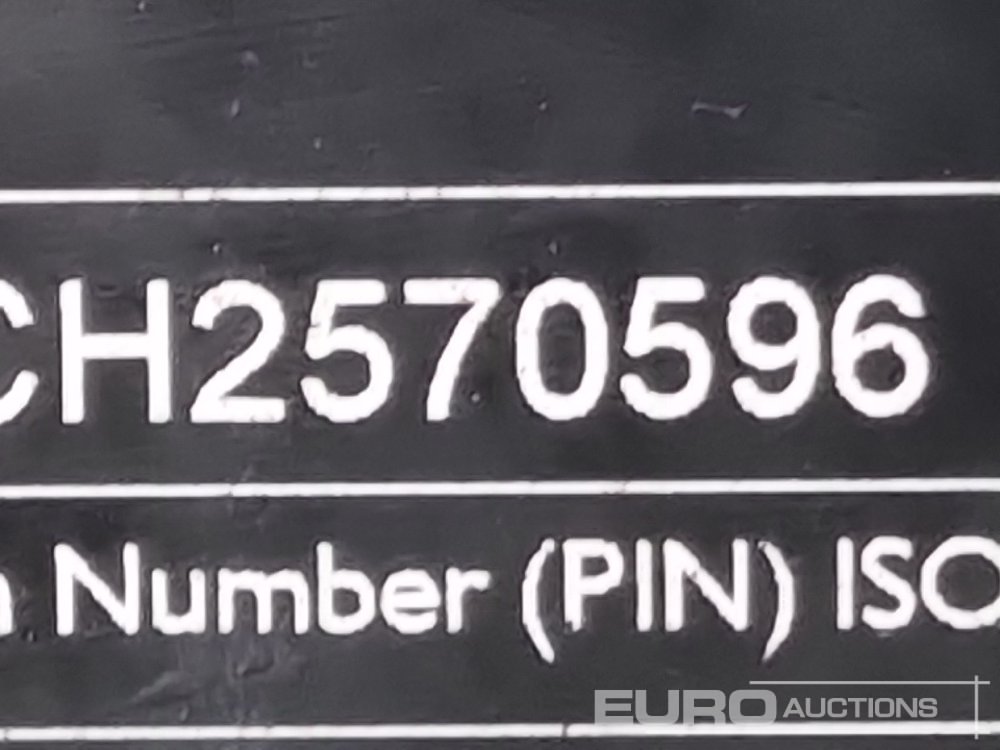 CH2570596
n Number (PIN) ISO
EURO AUCTIONS